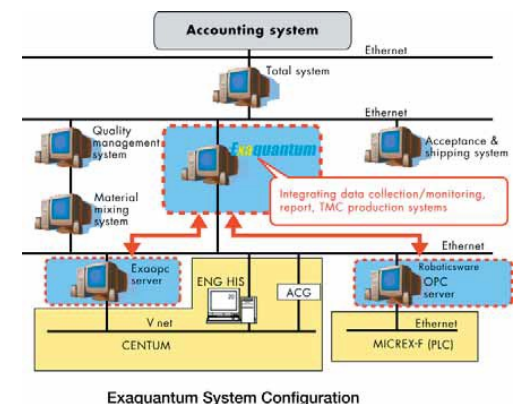 Accounting system
Ethernet
Total system
Ethernet
Quality
management
system
Exaquantum
Acceptance &
shipping system
Integrating data collection/monitoring,
report, TMC production systems
Material
mixing
system
Ethernet
Exaopc
server
ENG HIS
ACG
Roboticsware
OPC
server
V net
CENTUM
Ethernet
MICREX-F (PLC)
Exaquantum System Configuration